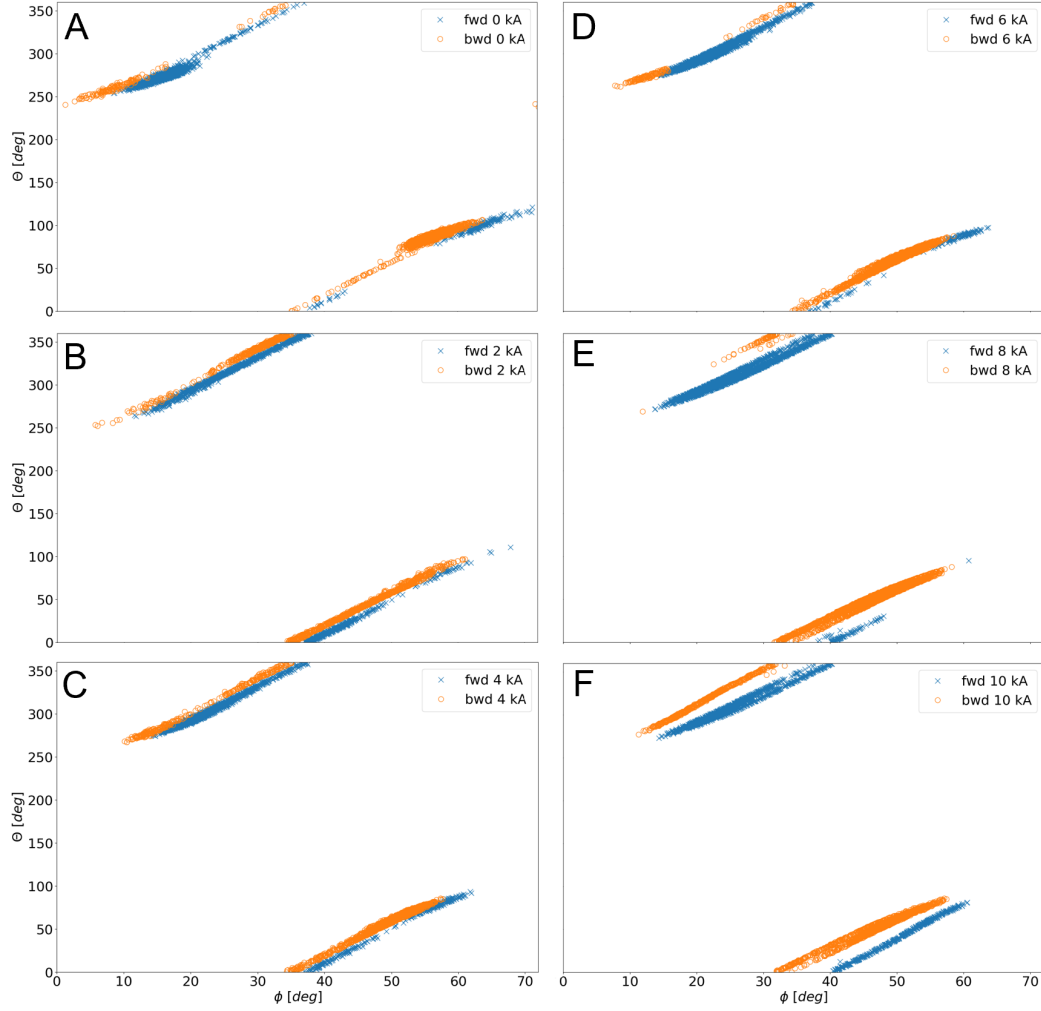 A
fwd 0 kA
bwd 0 kA
350
300
250
200
150
100
50
0
Θ [deg]
D
fwd 6 kA
bwd 6 kA
B
fwd 2 kA
bwd 2 kA
350
300
250
200
150
100
50
0
Θ [deg]
E
fwd 8 kA
bwd 8 kA
C
fwd 4 kA
bwd 4 kA
350
300
250
200
150
100
50
0
Θ [deg]
0 10 20 30 40 50 60 70
ϕ [deg]
F
fwd 10 kA
bwd 10 kA
0 10 20 30 40 50 60 70
ϕ [deg]